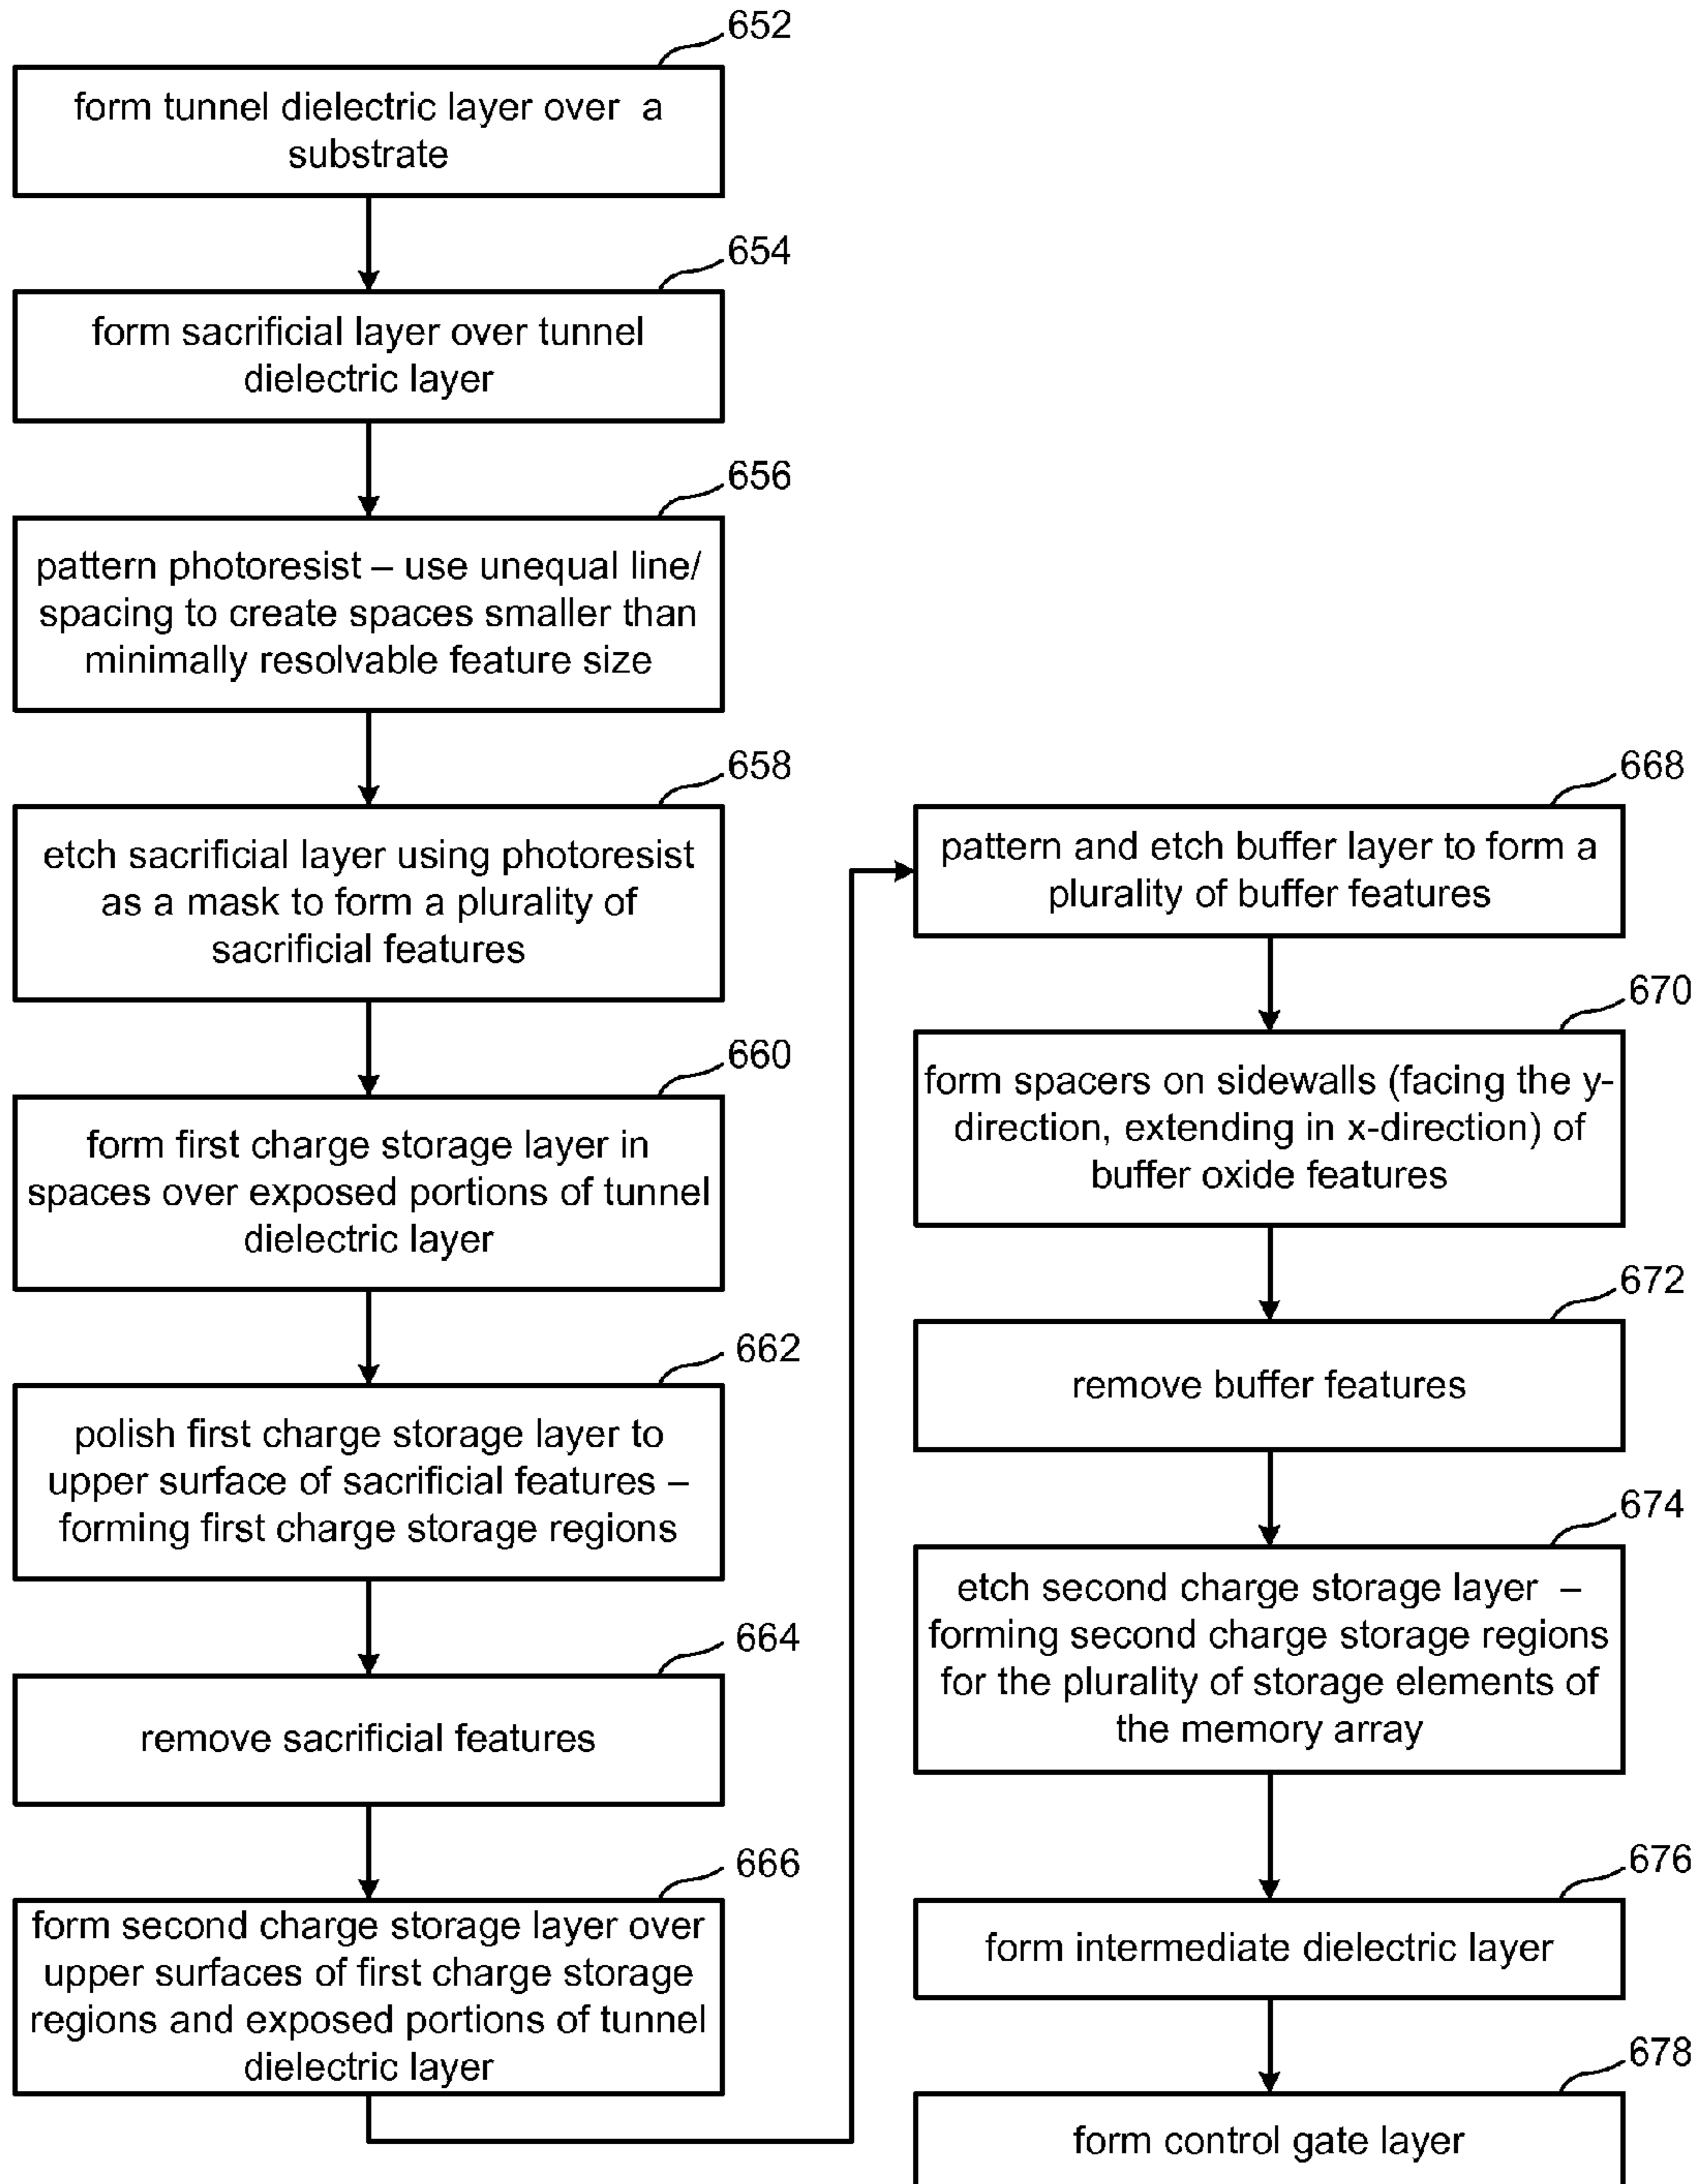 652
form tunnel dielectric layer over a
substrate
654
form sacrificial layer over tunnel
dielectric layer
656
pattern photoresist – use unequal line/
spacing to create spaces smaller than
minimally resolvable feature size
658
etch sacrificial layer using photoresist
as a mask to form a plurality of
sacrificial features
660
form first charge storage layer in
spaces over exposed portions of tunnel
dielectric layer
662
polish first charge storage layer to
upper surface of sacrificial features –
forming first charge storage regions
664
remove sacrificial features
666
form second charge storage layer over
upper surfaces of first charge storage
regions and exposed portions of tunnel
dielectric layer
668
pattern and etch buffer layer to form a
plurality of buffer features
670
form spacers on sidewalls (facing the y-
direction, extending in x-direction) of
buffer oxide features
672
remove buffer features
674
etch second charge storage layer –
forming second charge storage regions
for the plurality of storage elements of
the memory array
676
form intermediate dielectric layer
678
form control gate layer